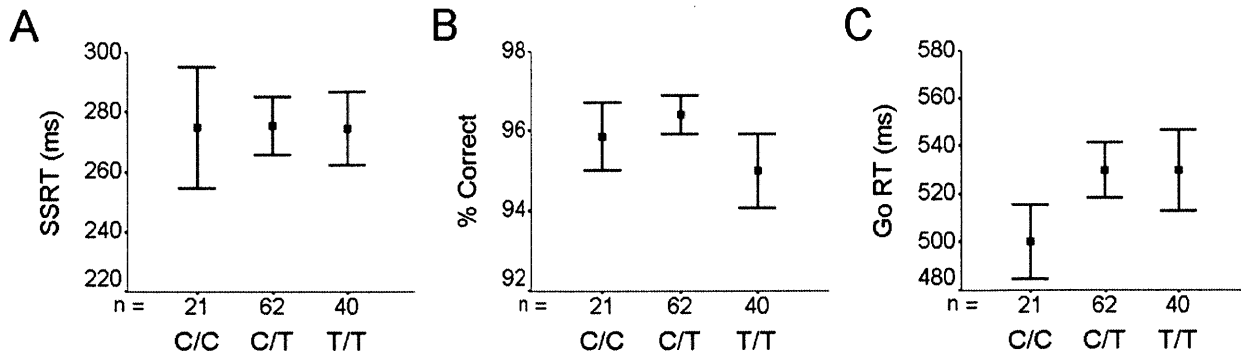 A
SSRT (ms)
300
280
260
240
220
n = 21 62 40
C/C C/T T/T
B
% Correct
98
96
94
92
n = 21 62 40
C/C C/T T/T
C
Go RT (ms)
580
560
540
520
500
480
n = 21 62 40
C/C C/T T/T